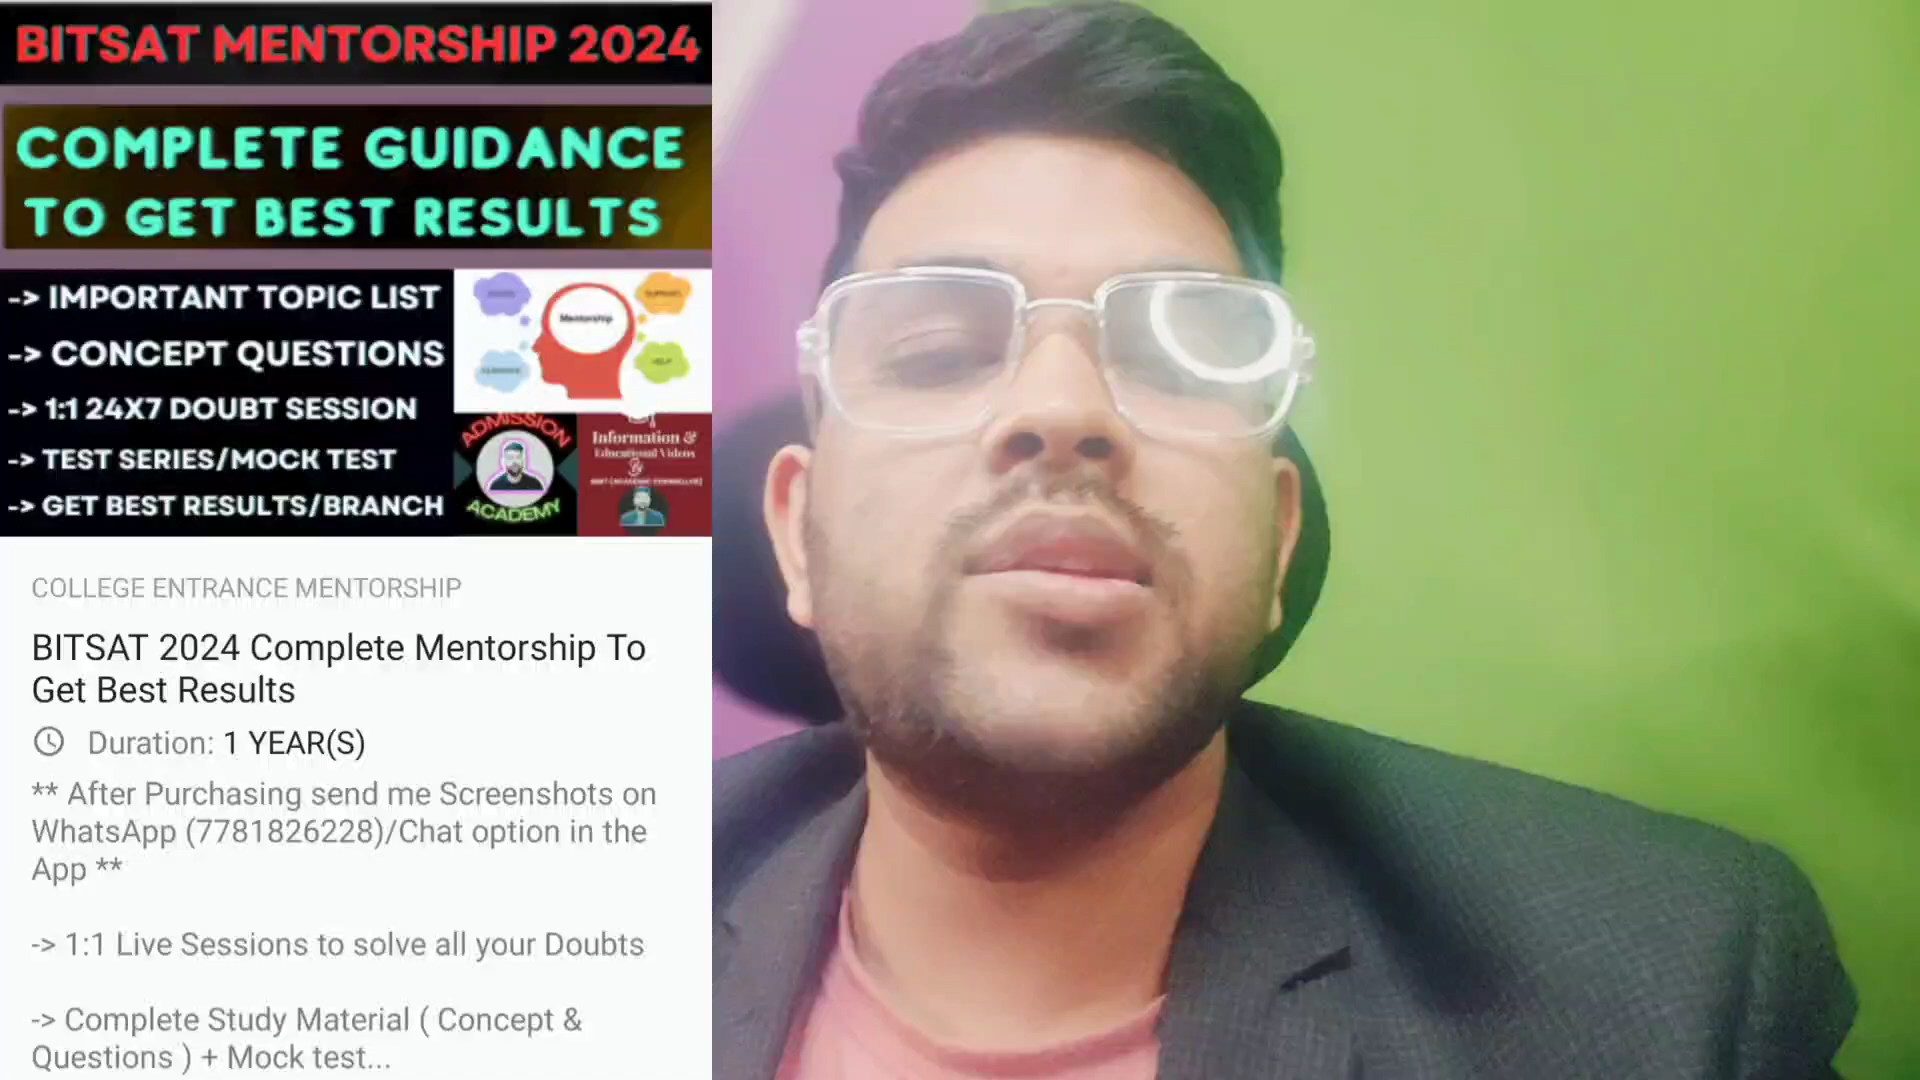 BITSAT MENTORSHIP 2024
COMPLETE GUIDANCE
TO GET BEST RESULTS
-> IMPORTANT TOPIC LIST
-> CONCEPT QUESTIONS
-> 1:1 24X7 DOUBT SESSION
-> TEST SERIES/MOCK TEST
-> GET BEST RESULTS/BRANCH
Mentorship
HELP
ADMISSION
ACADEMY
Information &
Educational Videos
By
COLLEGE ENTRANCE MENTORSHIP
BITSAT 2024 Complete Mentorship To
Get Best Results
Duration: 1 YEAR(S)
** After Purchasing send me Screenshots on
WhatsApp (7781826228)/Chat option in the
App **
-> 1:1 Live Sessions to solve all your Doubts
-> Complete Study Material ( Concept &
Questions ) + Mock test...